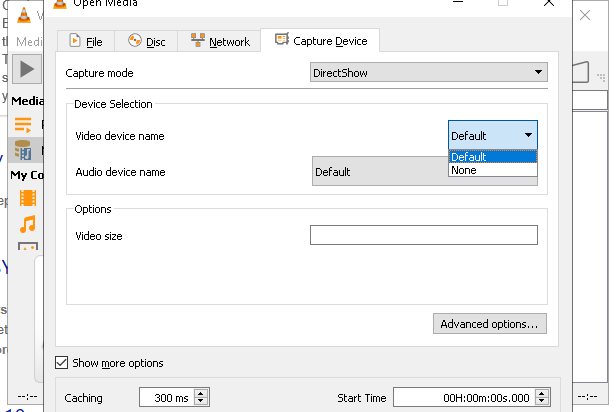 Open Media
Medi
File
Disc
Network
Capture Device
Capture mode
DirectShow
Media
Device Selection
Video device name
Default
Default
None
Audio device name
Default
My Co
Options
Video size
Advanced options...
Show more options
Caching
300 ms
Start Time
00H:00m:00s.000
--:--
--:--